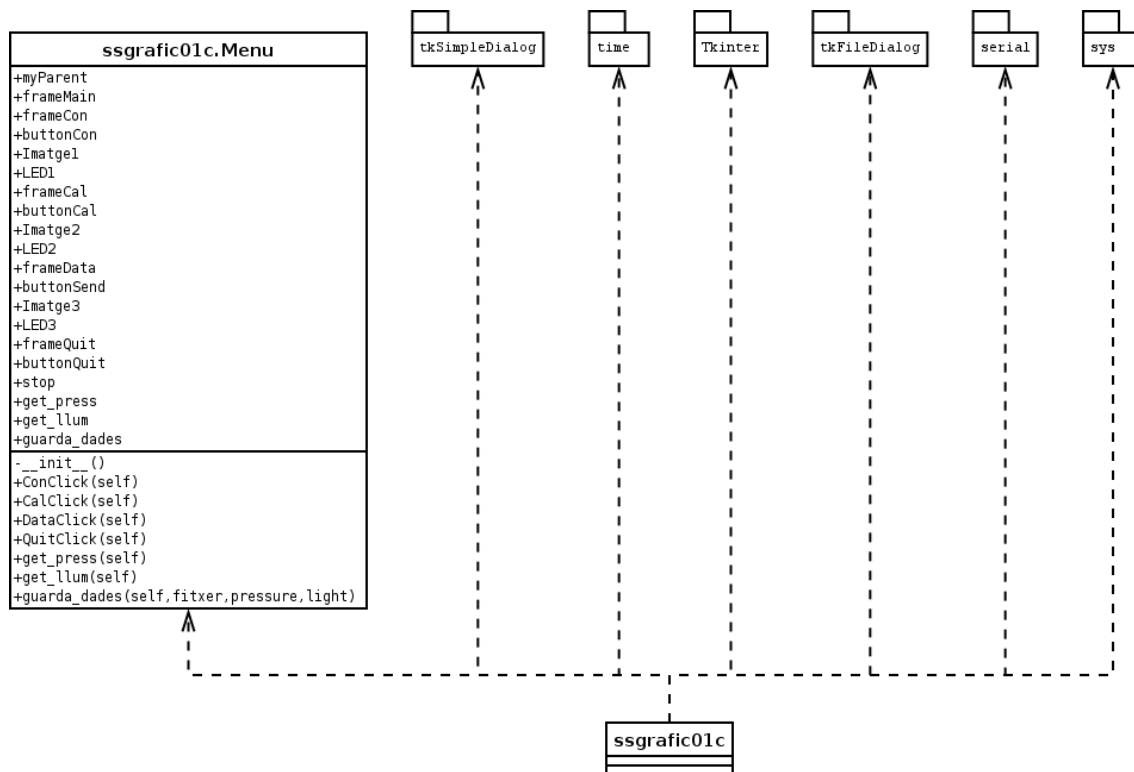 ssgrafic01c.Menu
+myParent
+frameMain
+frameCon
+buttonCon
+Imatge1
+LED1
+frameCal
+buttonCal
+Imatge2
+LED2
+frameData
+buttonSend
+Imatge3
+LED3
+frameQuit
+buttonQuit
+stop
+get_press
+get_llum
+guarda_dades
-__init__()
+ConClick(self)
+CalClick(self)
+DataClick(self)
+QuitClick(self)
+get_press(self)
+get_llum(self)
+guarda_dades(self,fitxer,pressure,light)
tkSimpleDialog
time
Tkinter
tkFileDialog
serial
sys
ssgrafic01c